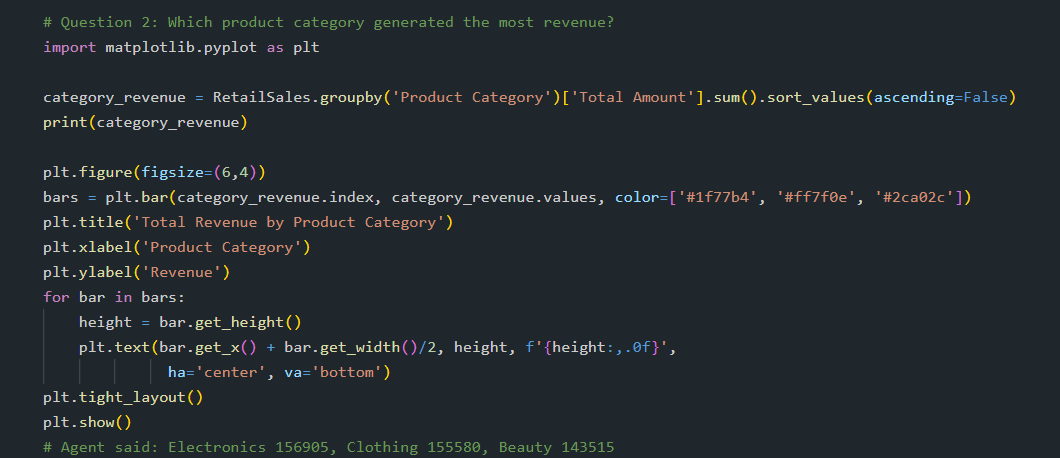 # Question 2: Which product category generated the most revenue?
import matplotlib.pyplot as plt
category_revenue = RetailSales.groupby('Product Category')['Total Amount'].sum().sort_values(ascending=False)
print(category_revenue)
plt.figure(figsize=(6,4))
bars = plt.bar(category_revenue.index, category_revenue.values, color=['#1f77b4', '#ff7f0e', '#2ca02c'])
plt.title('Total Revenue by Product Category')
plt.xlabel('Product Category')
plt.ylabel('Revenue')
for bar in bars:
    height = bar.get_height()
    plt.text(bar.get_x() + bar.get_width()/2, height, f'{height:,.0f}',
              ha='center', va='bottom')
plt.tight_layout()
plt.show()
# Agent said: Electronics 156905, Clothing 155580, Beauty 143515